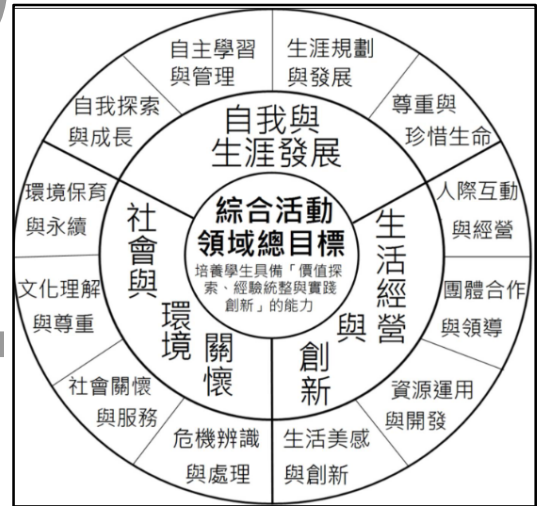 綜合活動
領域總目標
培養學生具備「價值探
索、經驗統整與實踐
創新」的能力
自我與
生涯發展
自我探索
與成長
自主學習
與管理
生涯規劃
與發展
尊重與
珍惜生命
生活經營
與
創新
人際互動
與經營
團體合作
與領導
資源運用
與開發
生活美感
與創新
社會與
環境
關懷
危機辨識
與處理
社會關懷
與服務
文化理解
與尊重
環境保育
與永續